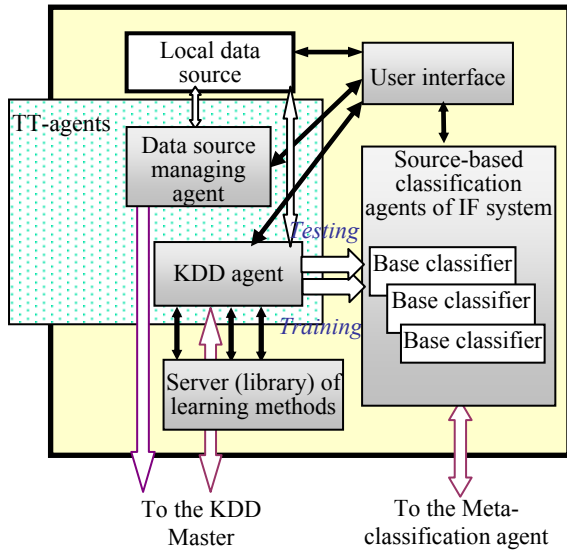 Local data
source
User interface
TT-agents
Data source
managing
agent
Source-based
classification
agents of IF system
Testing
KDD agent
Base classifier
Base classifier
Base classifier
Training
Server (library) of
learning methods
To the KDD
Master
To the Meta-
classification agent